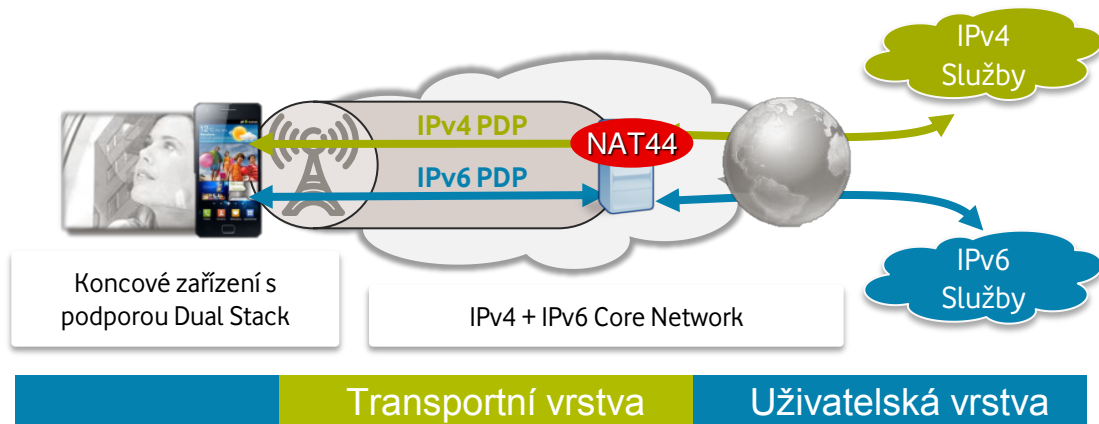 IPv4
Služby
IPv4 PDP
NAT44
IPv6 PDP
IPv6
Služby
Koncové zařízení s
podporou Dual Stack
IPv4 + IPv6 Core Network
Transportní vrstva
Uživatelská vrstva